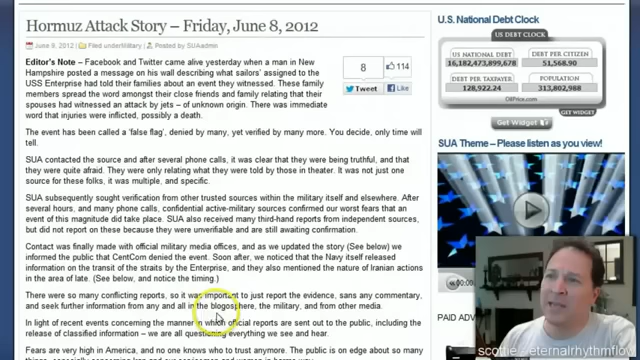 Hormuz Attack Story – Friday, June 8, 2012
June 9, 2012 | Filed under Military | Posted by SUAadmin
Editor's Note – Facebook and Twitter came alive yesterday when a man in New
Hampshire posted a message on his wall describing what sailors' assigned to the
USS Enterprise had told their families about an event they witnessed. These family
members spread the word amongst their close friends and family relating that their
spouses had witnessed an attack by jets – of unknown origin. There was immediate
word that injuries were inflicted, possibly a death.
8
114
Tweet
Like
The event has been called a 'false flag', denied by many, yet verified by many more. You decide, only time will
tell.
SUA contacted the source and after several phone calls, it was clear that they were being truthful, and that
they were quite afraid. They were only relating what they were told by those in theater. It was not just one
source for these folks, it was multiple, and specific.
SUA subsequently sought verification from other trusted sources within the military itself and elsewhere. After
several hours, and many phone calls, confidential active-military sources confirmed our worst fears that an
event of this magnitude did take place. SUA also received many third-hand reports from independent sources,
but did not report on these because they were unverifiable and are still awaiting confirmation.
Contact was finally made with official military media offices, and as we updated the story (See below) we
informed the public that CentCom denied the event. Soon after, we noticed that the Navy itself released
information on the transit of the straits by the Enterprise, and they also mentioned the nature of Iranian actions
in the area of late. (See below, and notice the timing.)
There were so many conflicting reports, so it was important to just report the evidence, sans any commentary,
and seek further information from any and all in the blogosphere, the military, and from other media.
In light of recent events concerning the manner in which official reports are sent out to the public, including the
release of classified information – we are all questioning everything we see and hear.
Fears are very high in America, and no one knows who to trust anymore. The public is on edge about so many
U.S. National Debt Clock
US DEBT CLOCK
US NATIONAL DEBT
16,182,473,899,678
DEBT PER CITIZEN
51,568.90
DEBT PER TAXPAYER
128,922.24
POPULATION
313,802,988
OilPrice.com
GET WIDGET
Get Widget
SUA Theme – Please listen as you view!
PAID ADV
scottie's eternalrhythmflow